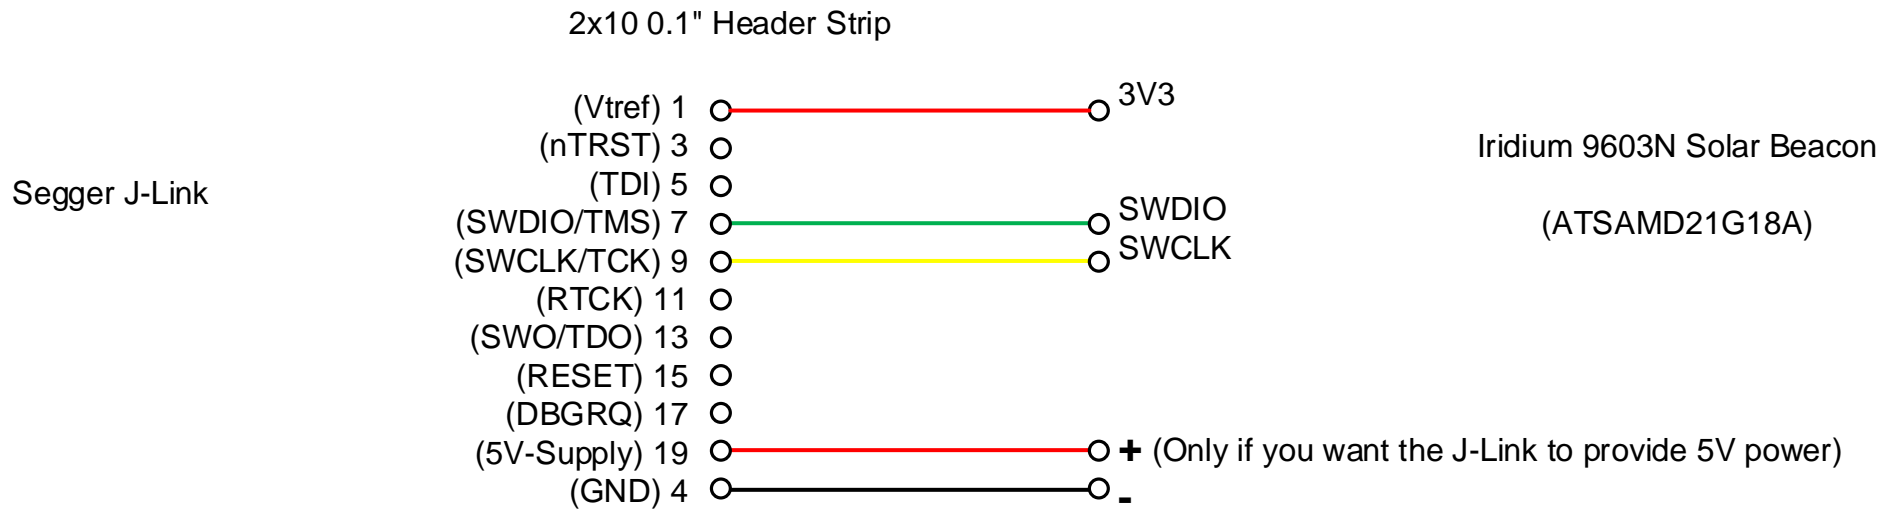 2x10 0.1" Header Strip
(Vtref) 1
3V3
(nTRST) 3
Iridium 9603N Solar Beacon
(TDI) 5
Segger J-Link
(SWDIO/TMS) 7
SWDIO
(ATSAMD21G18A)
(SWCLK/TCK) 9
SWCLK
(RTCK) 11
(SWO/TDO) 13
(RESET) 15
(DBGRQ) 17
(5V-Supply) 19
+ (Only if you want the J-Link to provide 5V power)
(GND) 4
-